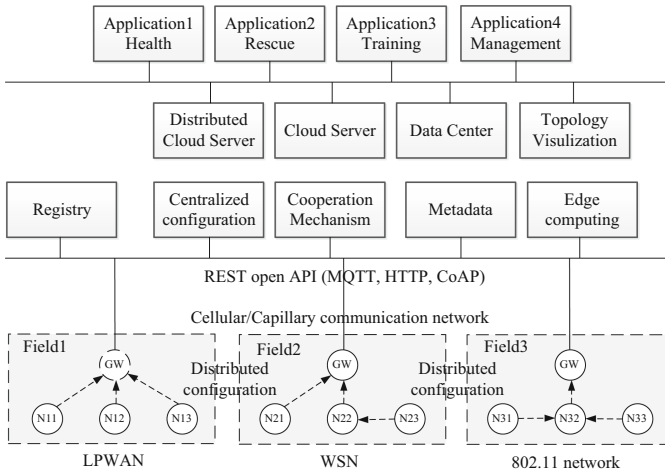 Application1 Application2 Application3 Application4
Health Rescue Training Management
Distributed Cloud Server Data Center Topology
Cloud Server Visulization
Registry Centralized Cooperation Metadata Edge
configuration Mechanism computing
REST open API (MQTT, HTTP, CoAP)
Cellular/Capillary communication network
Field1 Field2 Field3
GW Distributed GW Distributed GW
configuration configuration
N11 N12 N13 N21 N22 N23 N31 N32 N33
LPWAN WSN 802.11 network